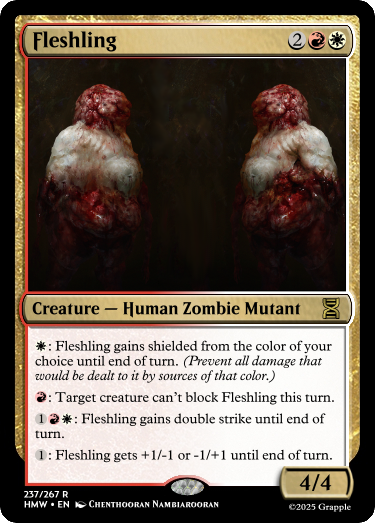 Fleshling 2
Creature — Human Zombie Mutant
: Fleshling gains shielded from the color of your
choice until end of turn. (Prevent all damage
that would be dealt to it by sources of that color.)
: Target creature can't block Fleshling this turn.
1 : Fleshling gains double strike until end of
turn.
1: Fleshling gets +1/-1 or -1/+1 until end of turn.
4/4
237/267 R
HMW • EN Chenthooran Nambiarooran
©2025 Grapple